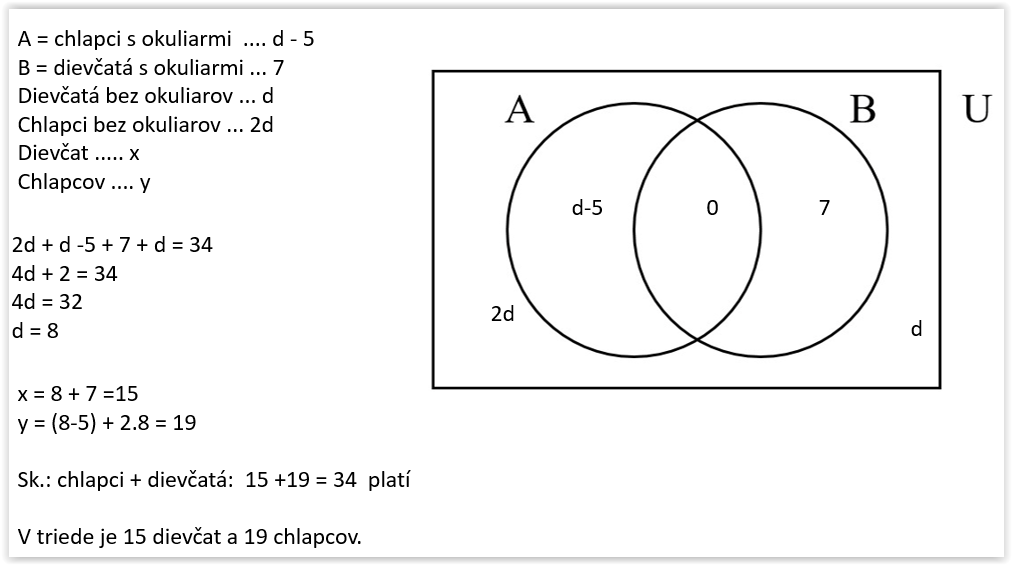 A = chlapci s okuliarmi .... d - 5
B = dievčatá s okuliarmi ... 7
Dievčatá bez okuliarov ... d
Chlapci bez okuliarov ... 2d
Dievčat ..... x
Chlapcov .... y
2d + d -5 + 7 + d = 34
4d + 2 = 34
4d = 32
d = 8
x = 8 + 7 =15
y = (8-5) + 2.8 = 19
Sk.: chlapci + dievčatá: 15 +19 = 34 platí
V triede je 15 dievčat a 19 chlapcov.
A B U
d-5 0 7
2d d